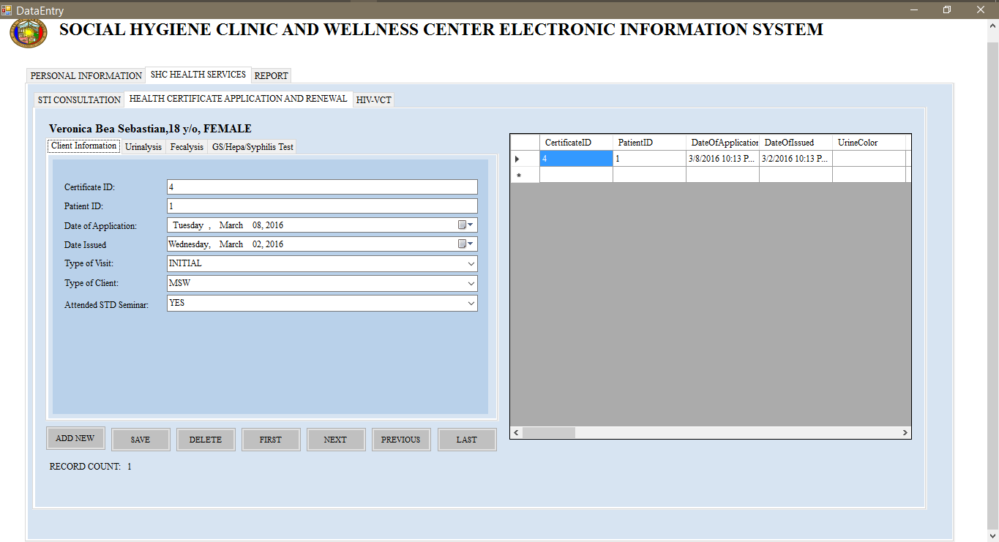 DataEntry
SOCIAL HYGIENE CLINIC AND WELLNESS CENTER ELECTRONIC INFORMATION SYSTEM
PERSONAL INFORMATION SHC HEALTH SERVICES REPORT
STI CONSULTATION HEALTH CERTIFICATE APPLICATION AND RENEWAL HIV-VCT
Veronica Bea Sebastian,18 y/o, FEMALE
Client Information Urinalysis Fecalysis GS/Hepa/Syphilis Test
Certificate ID: 4
Patient ID: 1
Date of Application: Tuesday , March 08, 2016
Date Issued Wednesday, March 02, 2016
Type of Visit: INITIAL
Type of Client: MSW
Attended STD Seminar: YES
ADD NEW SAVE DELETE FIRST NEXT PREVIOUS LAST
RECORD COUNT: 1
CertificateID PatientID DateOfApplication DateOfIssued UrineColor
4 1 3/8/2016 10:13 P... 3/2/2016 10:13 P...
*